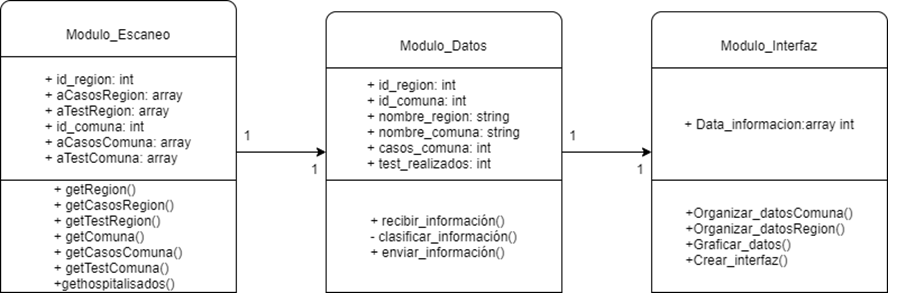 Modulo_Escaneo
+ id_region: int
+ aCasosRegion: array
+ aTestRegion: array
+ id_comuna: int
+ aCasosComuna: array
+ aTestComuna: array
+ getRegion()
+ getCasosRegion()
+ getTestRegion()
+ getComuna()
+ getCasosComuna()
+ getTestComuna()
+gethospitalisados()
1
1
Modulo_Datos
+ id_region: int
+ id_comuna: int
+ nombre_region: string
+ nombre_comuna: string
+ casos_comuna: int
+ test_realizados: int
+ recibir_información()
- clasificar_información()
+ enviar_información()
1
1
Modulo_Interfaz
+ Data_informacion:array int
+Organizar_datosComuna()
+Organizar_datosRegion()
+Graficar_datos()
+Crear_interfaz()